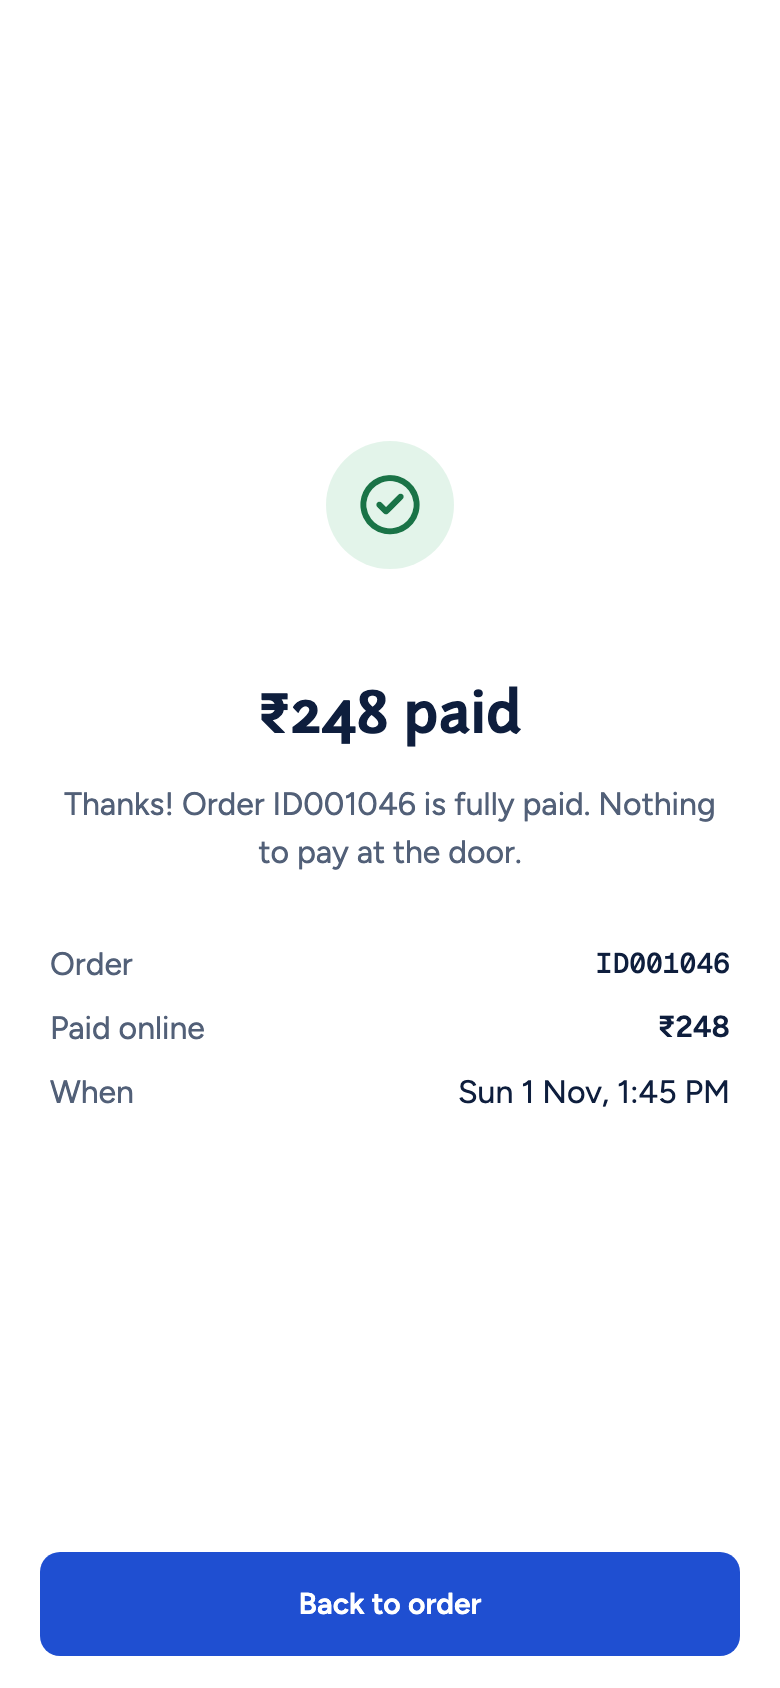 ₹248 paid
Thanks! Order ID001046 is fully paid. Nothing
to pay at the door.
Order ID001046
Paid online ₹248
When Sun 1 Nov, 1:45 PM
Back to order